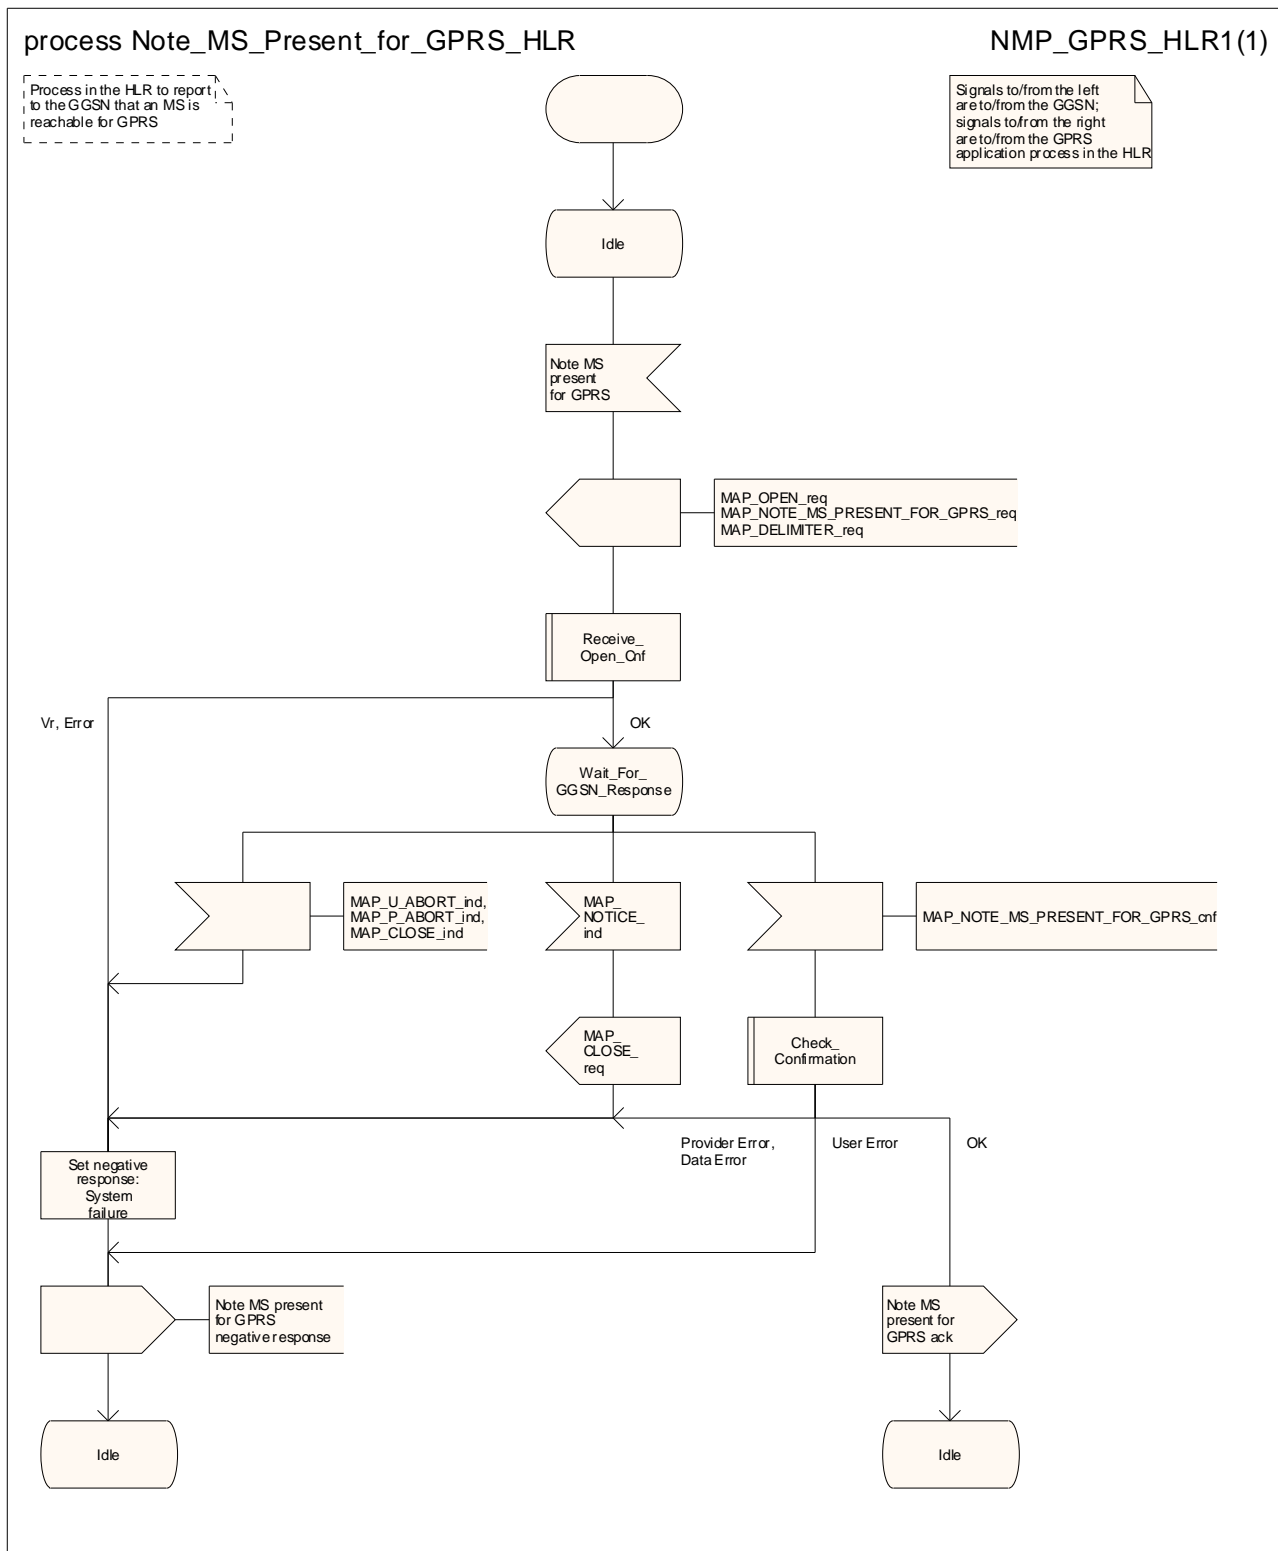 process Note_MS_Present_for_GPRS_HLR
NMP_GPRS_HLR1(1)
Process in the HLR to report
to the GGSN that an MS is
reachable for GPRS
Signals to/from the left
are to/from the GGSN;
signals to/from the right
are to/from the GPRS
application process in the HLR
Idle
Note MS
present
for GPRS
MAP_OPEN_req
MAP_NOTE_MS_PRESENT_FOR_GPRS_req
MAP_DELIMITER_req
Receive_
Open_Cnf
Vr, Error
OK
Wait_For_
GGSN_Response
MAP_U_ABORT_ind,
MAP_P_ABORT_ind,
MAP_CLOSE_ind
MAP_
NOTICE_
ind
MAP_NOTE_MS_PRESENT_FOR_GPRS_cnf
MAP_
CLOSE_
req
Check_
Confirmation
Provider Error,
Data Error
User Error
OK
Set negative
response:
System
failure
Note MS present
for GPRS
negative response
Note MS
present for
GPRS ack
Idle
Idle